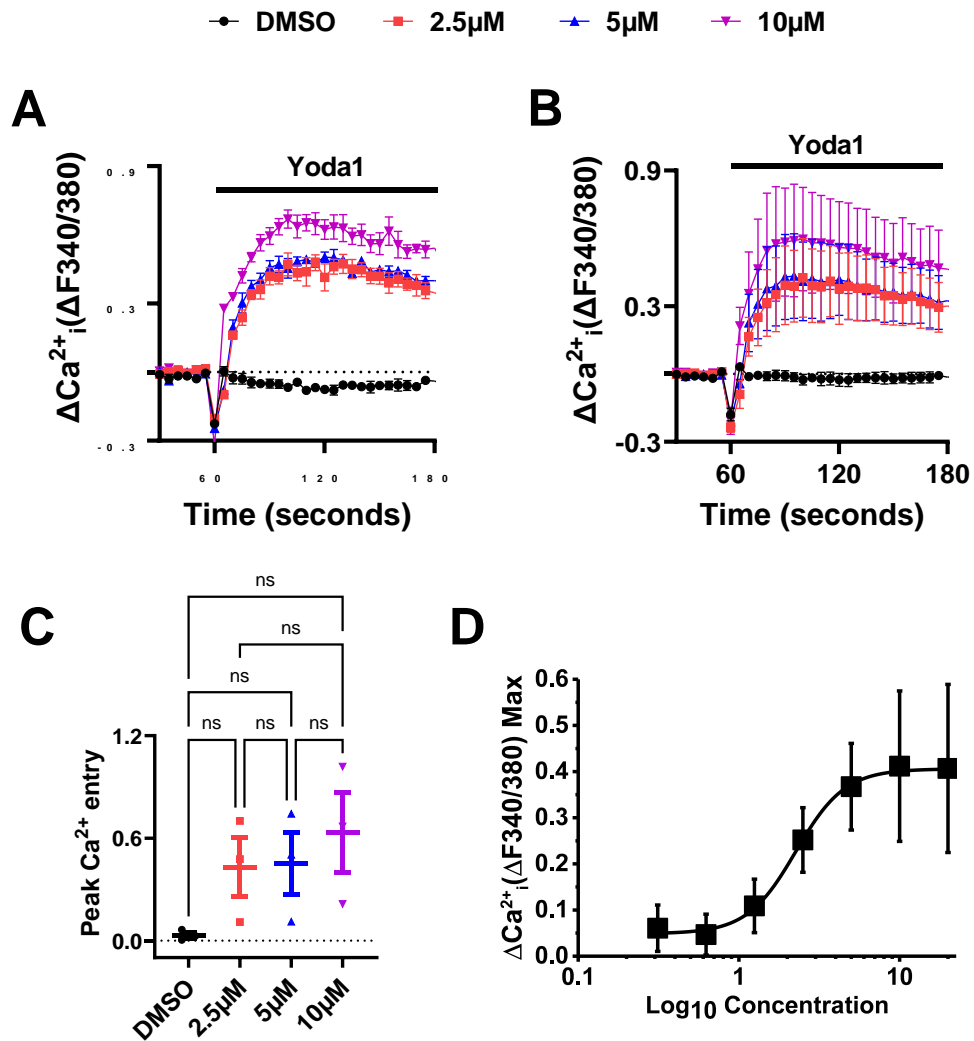 DMSO 2.5µM 5µM 10µM
A
B
Yoda1
ΔCa²⁺ᵢ(ΔF340/380)
0.9
0.3
-0.3
60 120 180
Time (seconds)
Yoda1
ΔCa²⁺ᵢ(ΔF340/380)
0.9
0.3
-0.3
60 120 180
Time (seconds)
C
ns
ns
ns
ns ns ns
Peak Ca²⁺ entry
1.2
0.6
0.0
DMSO 2.5µM 5µM 10µM
D
ΔCa²⁺ᵢ(ΔF340/380) Max
0.6
0.5
0.4
0.3
0.2
0.1
0.0
0.1 1 10
Log₁₀ Concentration